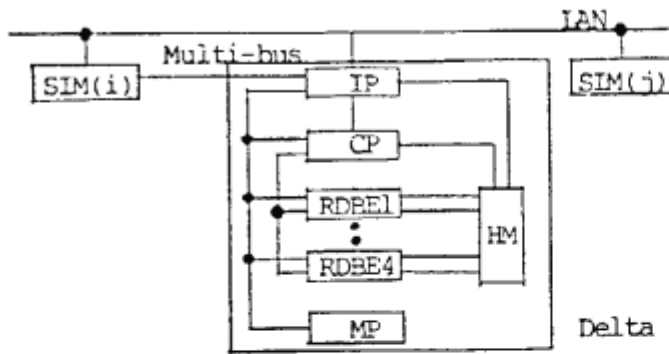 LAN
Multi-bus
SIM(i)
IP
SIM(j)
CP
RDBE1
HM
RDBE4
MP
Delta